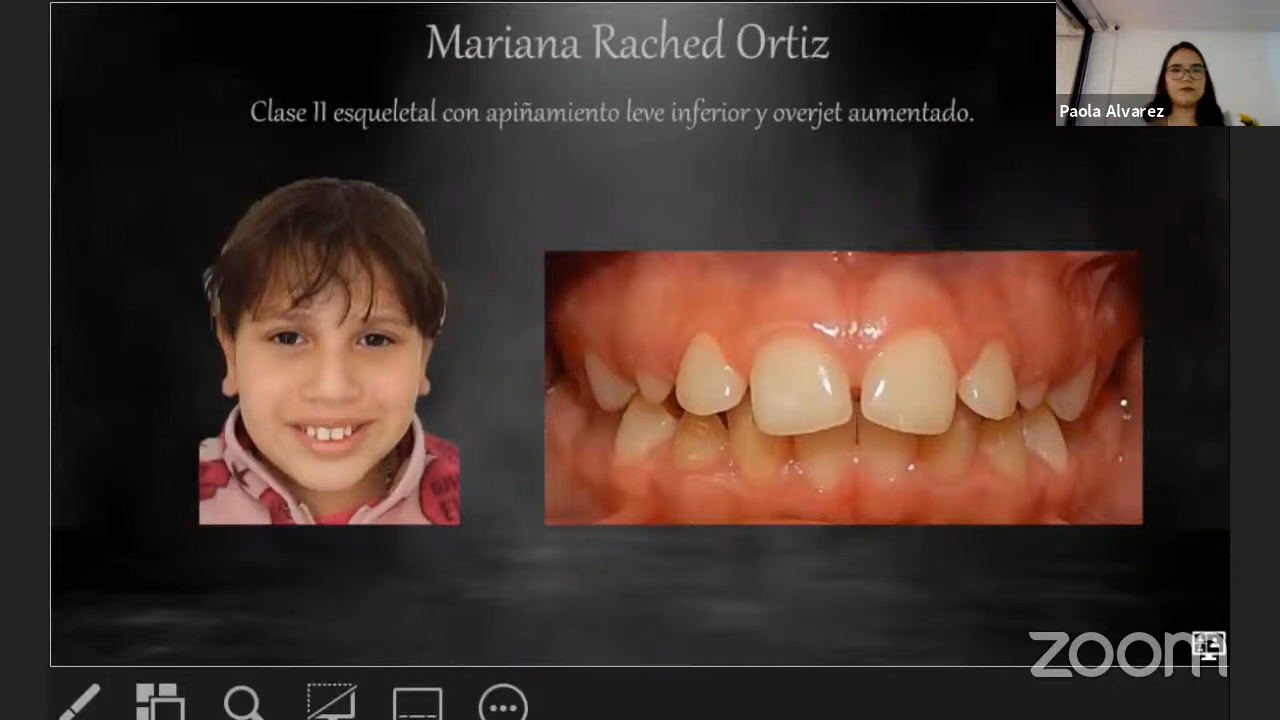 Mariana Rached Ortiz
Clase II esqueletal con apiñamiento leve inferior y overjet aumentado.
Paola Alvarez
zoom